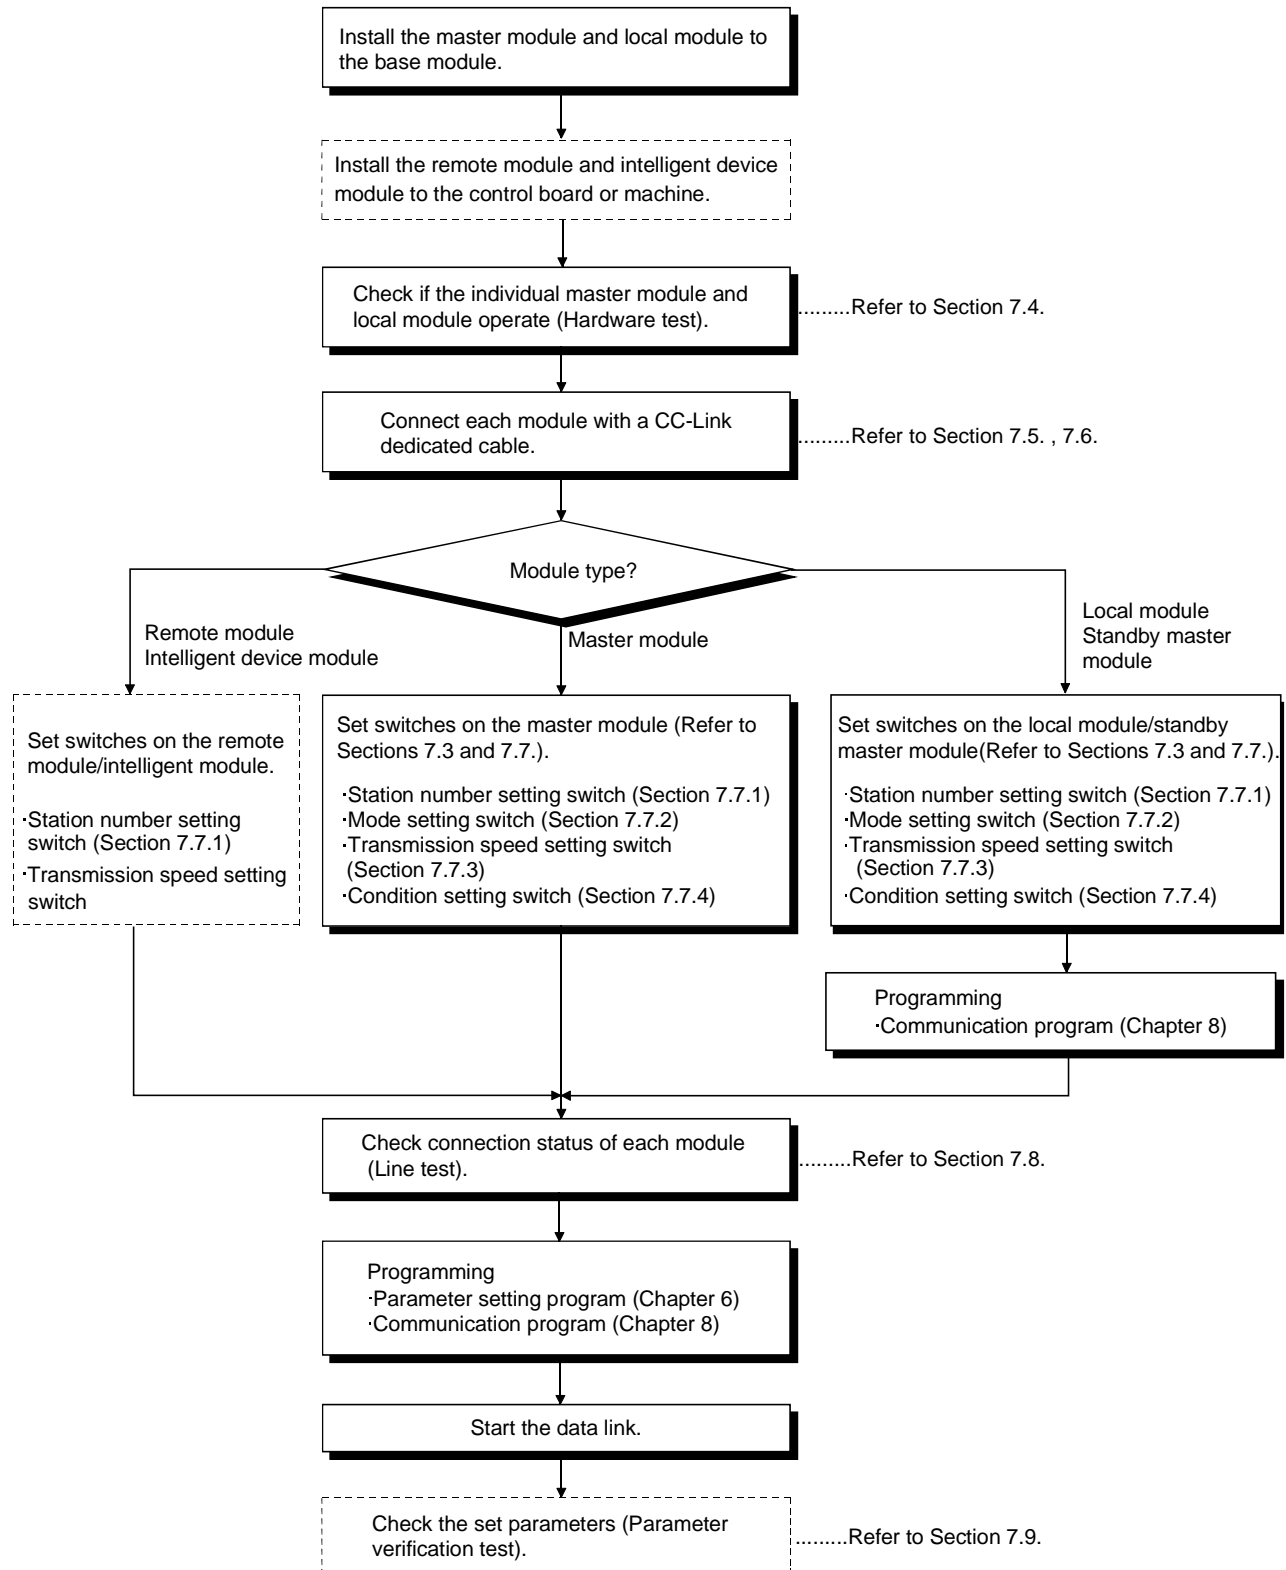 Install the master module and local module to
the base module.
Install the remote module and intelligent device
module to the control board or machine.
Check if the individual master module and
local module operate (Hardware test).
.........Refer to Section 7.4.
Connect each module with a CC-Link
dedicated cable.
.........Refer to Section 7.5. , 7.6.
Module type?
Remote module
Intelligent device module
Master module
Local module
Standby master
module
Set switches on the remote
module/intelligent module.
·Station number setting
switch (Section 7.7.1)
·Transmission speed setting
switch
Set switches on the master module (Refer to
Sections 7.3 and 7.7.).
·Station number setting switch (Section 7.7.1)
·Mode setting switch (Section 7.7.2)
·Transmission speed setting switch
(Section 7.7.3)
·Condition setting switch (Section 7.7.4)
Set switches on the local module/standby
master module(Refer to Sections 7.3 and 7.7.).
·Station number setting switch (Section 7.7.1)
·Mode setting switch (Section 7.7.2)
·Transmission speed setting switch
(Section 7.7.3)
·Condition setting switch (Section 7.7.4)
Programming
·Communication program (Chapter 8)
Check connection status of each module
(Line test).
.........Refer to Section 7.8.
Programming
·Parameter setting program (Chapter 6)
·Communication program (Chapter 8)
Start the data link.
Check the set parameters (Parameter
verification test).
.........Refer to Section 7.9.